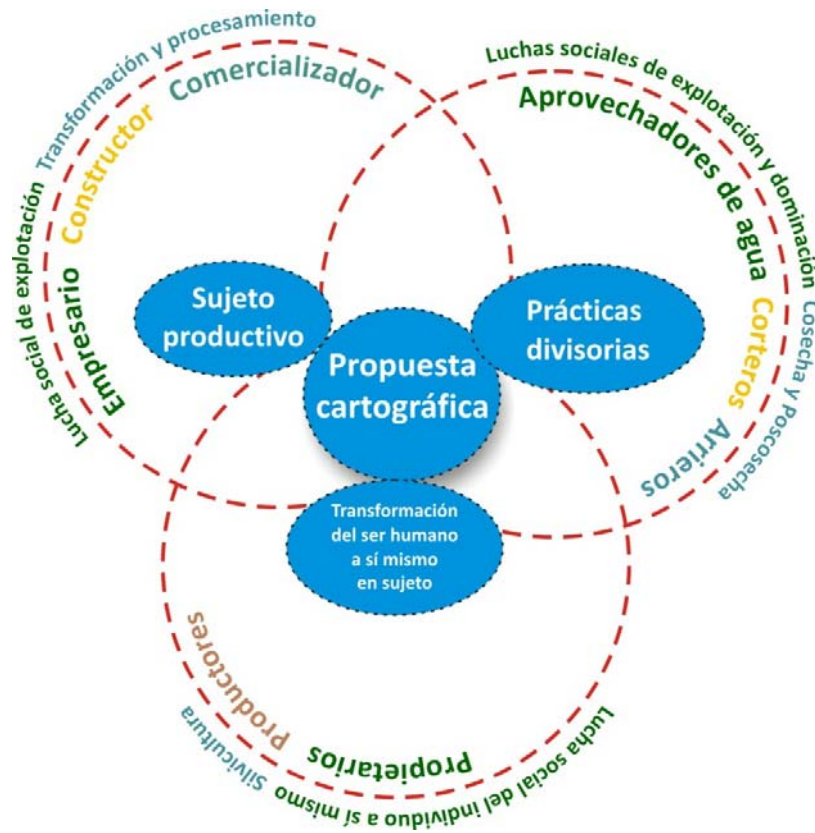 Transformación y procesamiento
Lucha social de explotación
Comercializador
Constructor
Empresario
Luchas sociales de explotación y dominación
Cosecha y Poscosecha
Aprovechadores de agua
Corteros
Arrieros
Sujeto
productivo
Prácticas
divisorias
Propuesta
cartográfica
Transformación
del ser humano
a sí mismo
en sujeto
Productores
Propietarios
Silvicultura
Lucha social del individuo a sí mismo